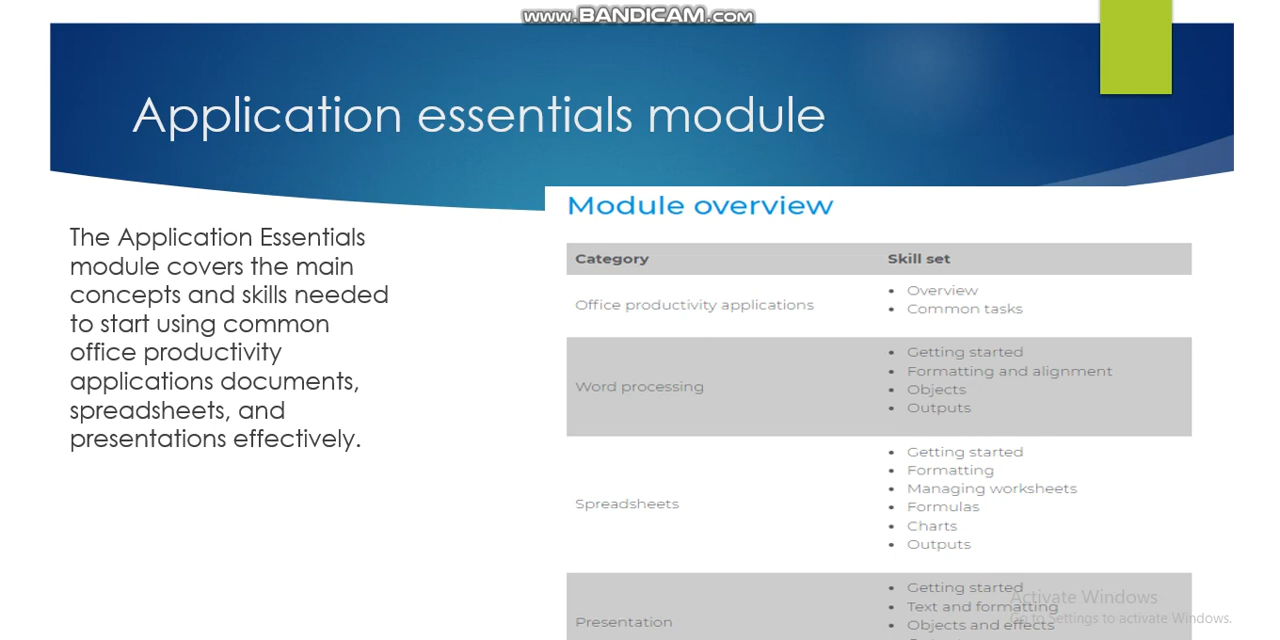 www.BANDICAM.com
Application essentials module
The Application Essentials
module covers the main
concepts and skills needed
to start using common
office productivity
applications documents,
spreadsheets, and
presentations effectively.
Module overview
Category Skill set
Office productivity applications
• Overview
• Common tasks
Word processing
• Getting started
• Formatting and alignment
• Objects
• Outputs
Spreadsheets
• Getting started
• Formatting
• Managing worksheets
• Formulas
• Charts
• Outputs
Presentation
• Getting started
• Text and formatting
• Objects and effects
Activate Windows
Go to Settings to activate Windows.